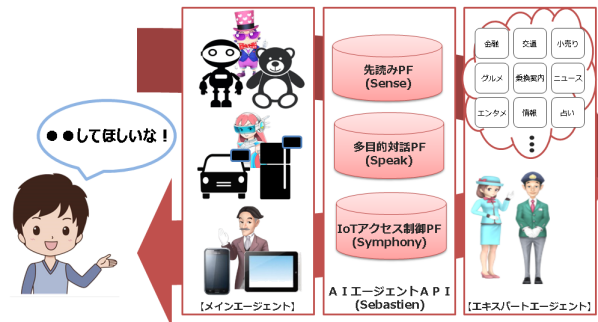 ●●してほしいな！
先読みPF
(Sense)
多目的対話PF
(Speak)
IoTアクセス制御PF
(Symphony)
金融
交通
小売り
グルメ
乗換案内
ニュース
エンタメ
情報
占い
【メインエージェント】
ＡＩエージェントＡＰＩ
(Sebastien)
【エキスパートエージェント】